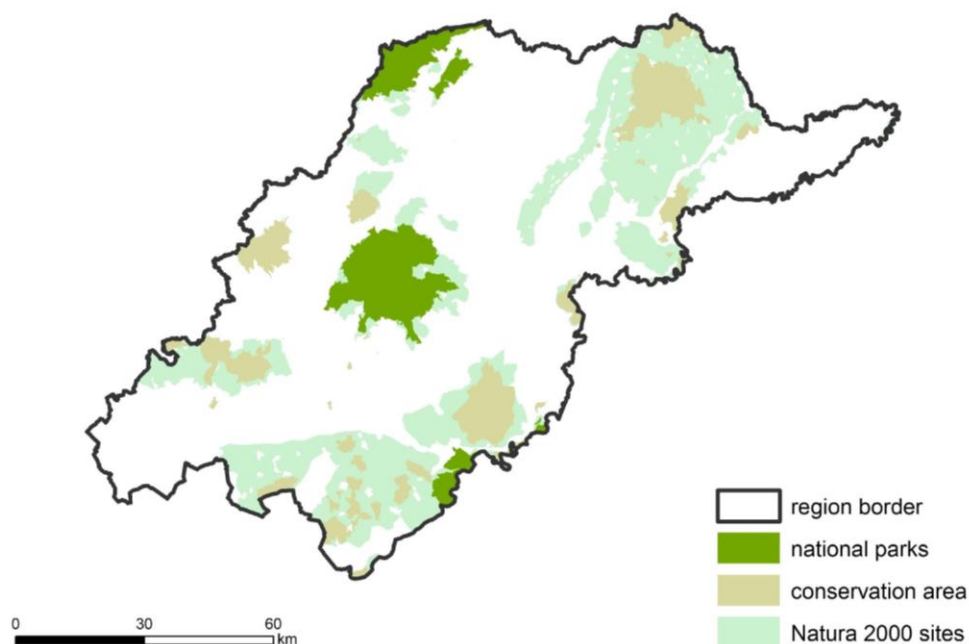 region border
national parks
conservation area
Natura 2000 sites
0 30 60
km